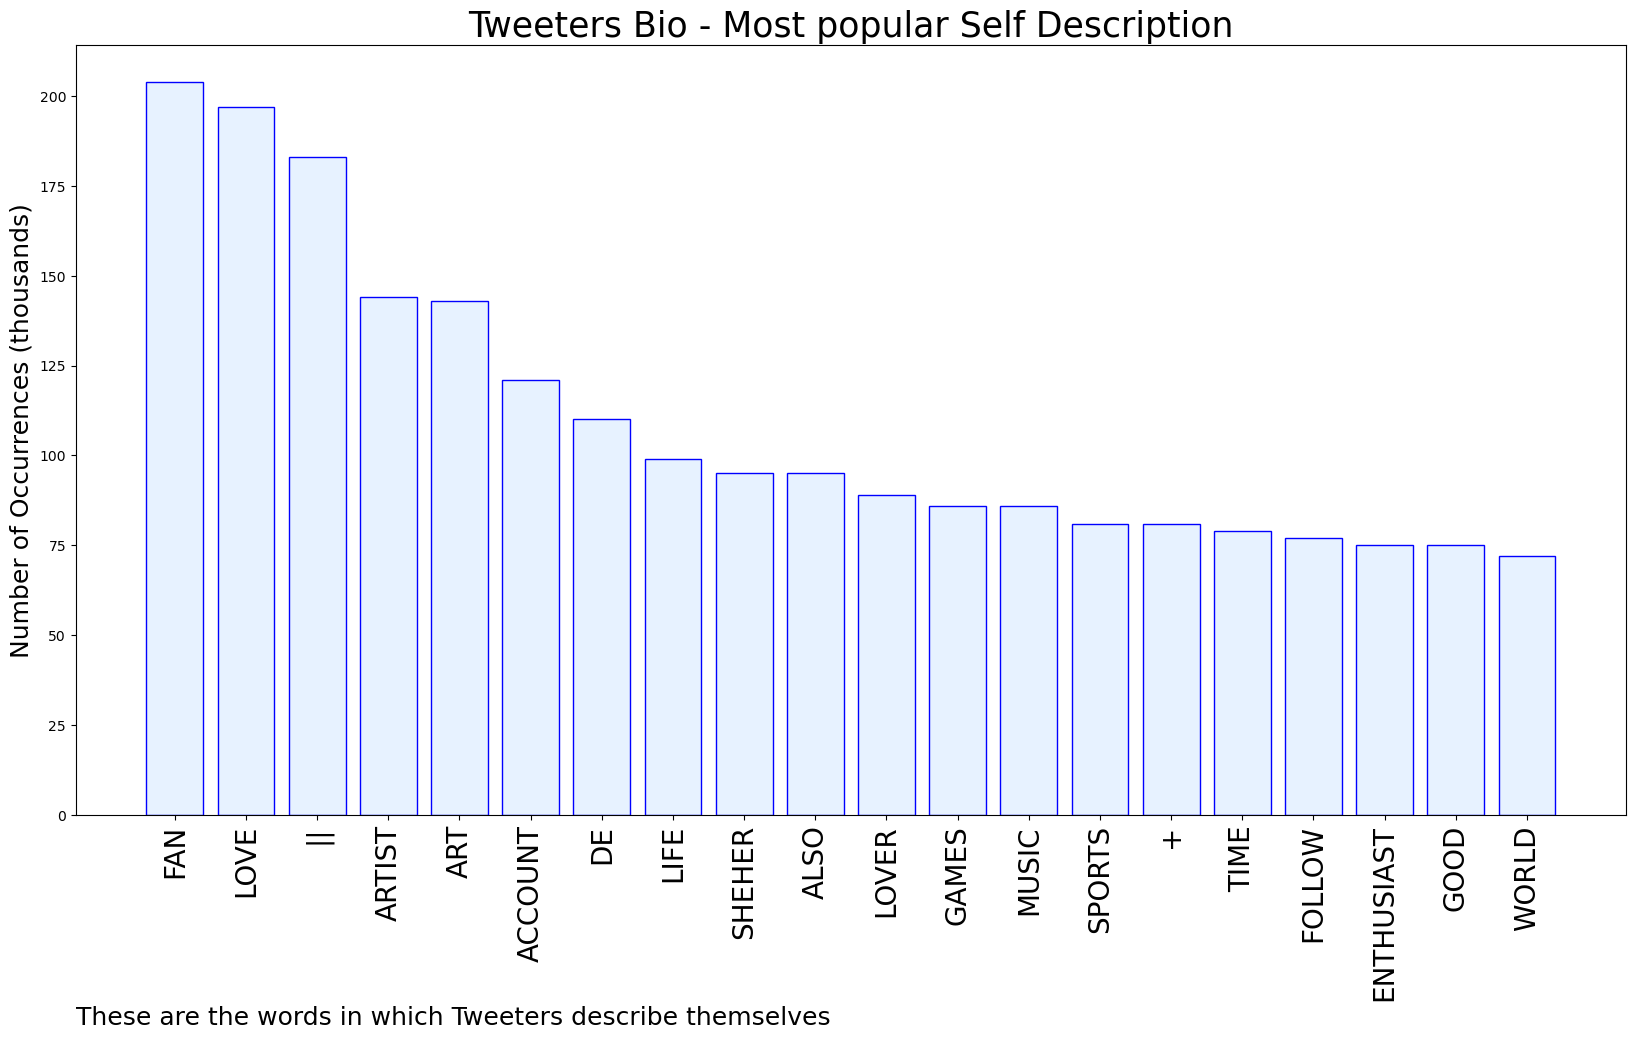 Tweeters Bio - Most popular Self Description
Number of Occurrences (thousands)
200
175
150
125
100
75
50
25
0
FAN
LOVE
||
ARTIST
ART
ACCOUNT
DE
LIFE
SHEHER
ALSO
LOVER
GAMES
MUSIC
SPORTS
+
TIME
FOLLOW
ENTHUSIAST
GOOD
WORLD
These are the words in which Tweeters describe themselves